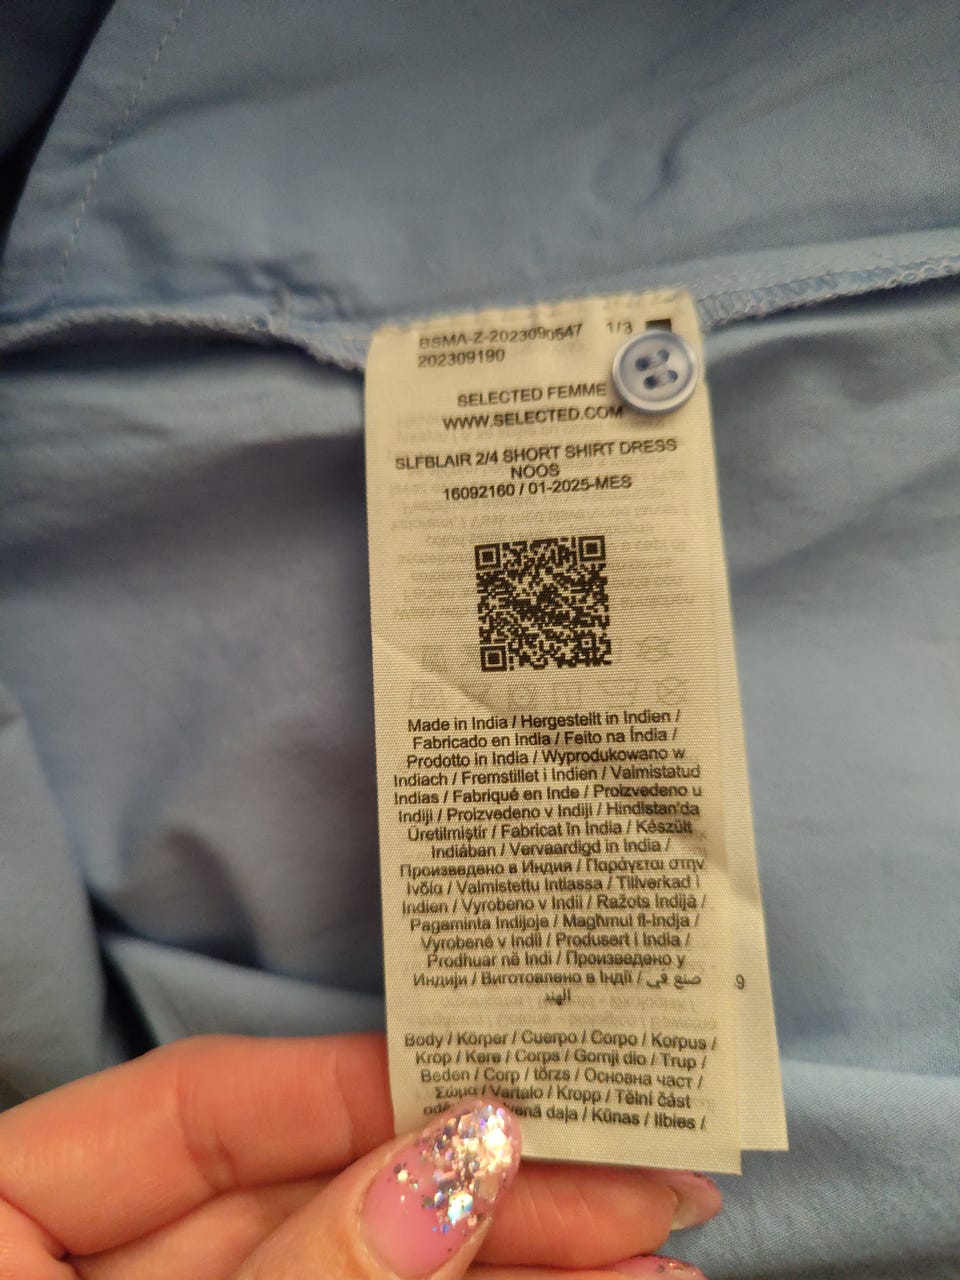 BSMA-Z-2023090547 1/3
202309190
SELECTED FEMME
WWW.SELECTED.COM
SLFBLAIR 2/4 SHORT SHIRT DRESS
NOOS
16092160 / 01-2025-MES
Made in India / Hergestellt in Indien /
Fabricado en India / Feito na Índia /
Prodotto in India / Wyprodukowano w
Indiach / Fremstillet i Indien / Valmistatud
Indias / Fabriqué en Inde / Proizvedeno u
Indiji / Proizvedeno v Indiji / Hindistan'da
Üretilmiştir / Fabricat în India / Készült
Indiában / Vervaardigd in India /
Произведено в Индия / Παράγεται στην
Ινδία / Valmistettu Intiassa / Tillverkad i
Indien / Vyrobeno v Indii / Ražots Indijā /
Pagaminta Indijoje / Magħmul fl-Indja /
Vyrobené v Indii / Produsert i India /
Prodhuar në Indi / Произведено у
Индији / Виготовлено в Індії / صنع في
الهند
9
Body / Körper / Cuerpo / Corpo / Korpus /
Krop / Kere / Corps / Gornji dio / Trup /
Beden / Corp / törzs / Основна част /
Σώμα / Vartalo / Kropp / Tělní část
daļa / Kūnas / Ilbies /